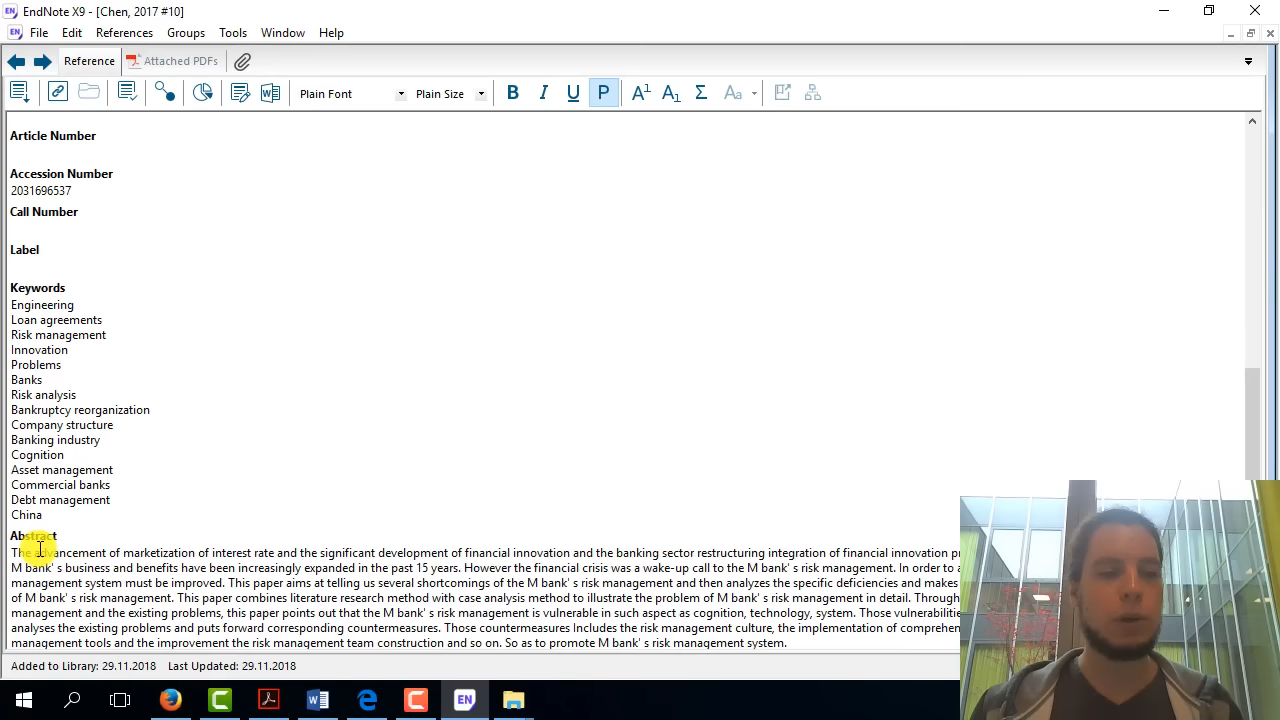 EndNote X9 - [Chen, 2017 #10]
File Edit References Groups Tools Window Help
Reference Attached PDFs
Plain Font Plain Size B I U P A1 A1 Σ Aa
Article Number
Accession Number
2031696537
Call Number
Label
Keywords
Engineering
Loan agreements
Risk management
Innovation
Problems
Banks
Risk analysis
Bankruptcy reorganization
Company structure
Banking industry
Cognition
Asset management
Commercial banks
Debt management
China
Abstract
The advancement of marketization of interest rate and the significant development of financial innovation and the banking sector restructuring integration of financial innovation
M bank' s business and benefits have been increasingly expanded in the past 15 years. However the financial crisis was a wake-up call to the M bank' s risk management. In order to
management system must be improved. This paper aims at telling us several shortcomings of the M bank' s risk management and then analyzes the specific deficiencies and makes
of M bank' s risk management. This paper combines literature research method with case analysis method to illustrate the problem of M bank' s risk management in detail. Through
management and the existing problems, this paper points out that the M bank' s risk management is vulnerable in such aspect as cognition, technology, system. Those
analyses the existing problems and puts forward corresponding countermeasures. Those countermeasures Includes the risk management culture, the implementation of
management tools and the improvement the risk management team construction and so on. So as to promote M bank' s risk management system.
Added to Library: 29.11.2018 Last Updated: 29.11.2018